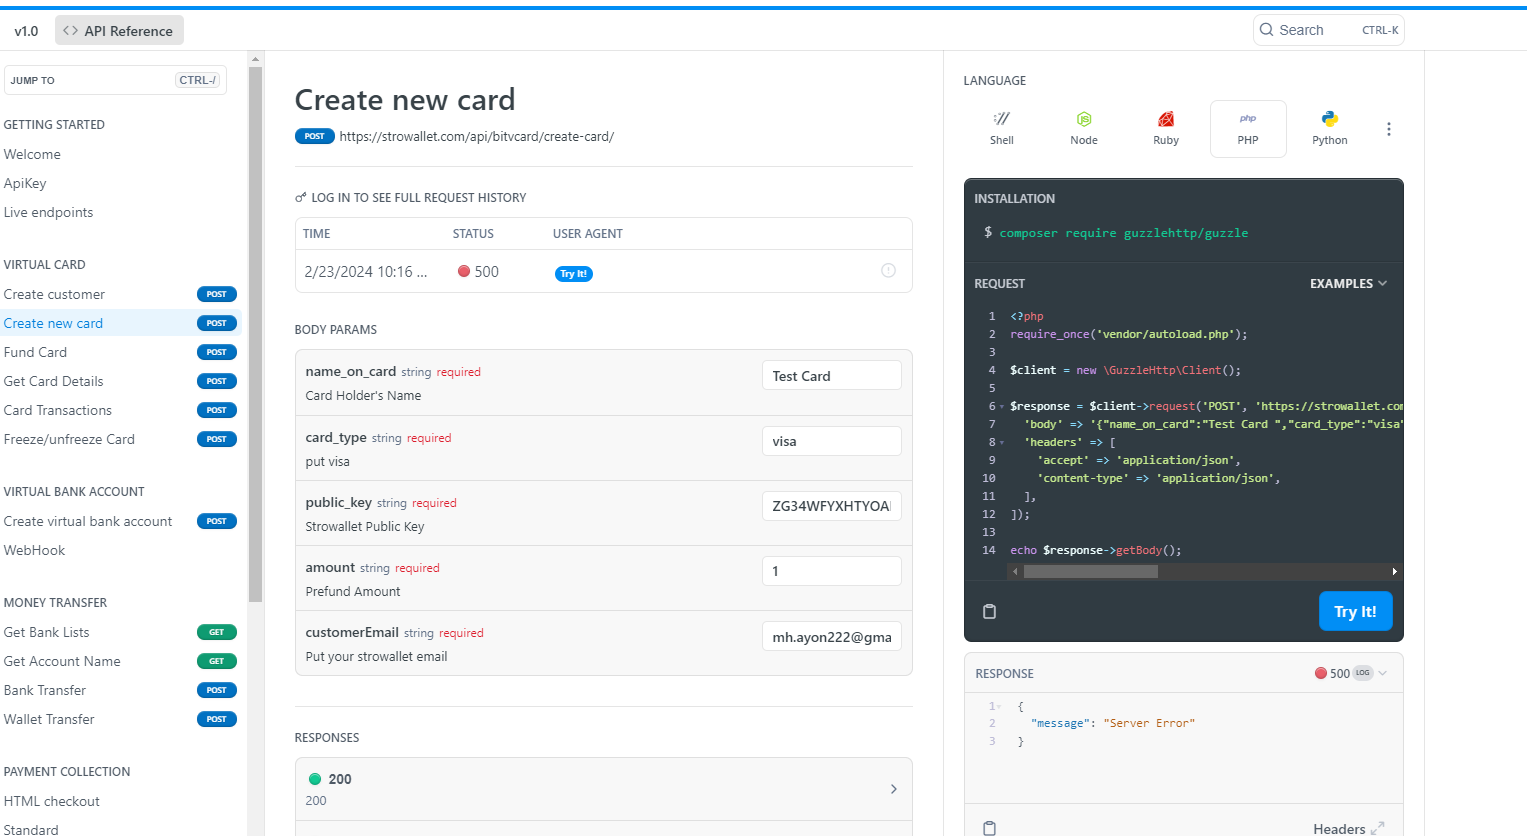 v1.0
<> API Reference
Search CTRL-K
JUMP TO CTRL-/
GETTING STARTED
Welcome
ApiKey
Live endpoints
VIRTUAL CARD
Create customer POST
Create new card POST
Fund Card POST
Get Card Details POST
Card Transactions POST
Freeze/unfreeze Card POST
VIRTUAL BANK ACCOUNT
Create virtual bank account POST
WebHook
MONEY TRANSFER
Get Bank Lists GET
Get Account Name GET
Bank Transfer POST
Wallet Transfer POST
PAYMENT COLLECTION
HTML checkout
Standard
Create new card
POST https://strowallet.com/api/bitvcard/create-card/
LOG IN TO SEE FULL REQUEST HISTORY
TIME STATUS USER AGENT
2/23/2024 10:16 ... 500 Try It!
BODY PARAMS
name_on_card string required
Card Holder's Name
Test Card
card_type string required
put visa
visa
public_key string required
Strowallet Public Key
ZG34WFYXHTYOA
amount string required
Prefund Amount
1
customerEmail string required
Put your strowallet email
mh.ayon222@gma
RESPONSES
200
200
LANGUAGE
Shell Node Ruby php PHP Python
INSTALLATION
$ composer require guzzlehttp/guzzle
REQUEST EXAMPLES
1 <?php
2 require_once('vendor/autoload.php');
3
4 $client = new \GuzzleHttp\Client();
5
6 $response = $client->request('POST', 'https://strowallet.com
7 'body' => '{"name_on_card":"Test Card ","card_type":"visa"
8 'headers' => [
9 'accept' => 'application/json',
10 'content-type' => 'application/json',
11 ],
12 ]);
13
14 echo $response->getBody();
Try It!
RESPONSE 500 LOG
1 {
2 "message": "Server Error"
3 }
Headers